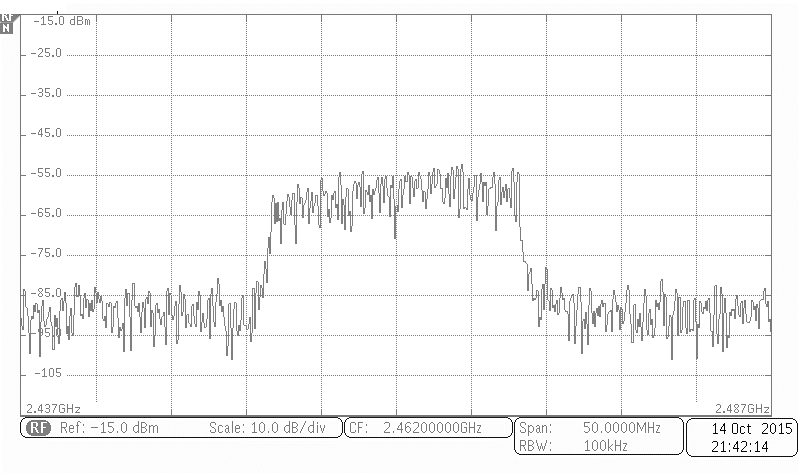 RF
N
-15.0 dBm
-25.0
-35.0
-45.0
-55.0
-65.0
-75.0
-85.0
-95.0
-105
2.437GHz 2.487GHz
RF Ref: -15.0 dBm Scale: 10.0 dB/div CF: 2.46200000GHz Span: 50.0000MHz 14 Oct 2015
RBW: 100kHz 21:42:14